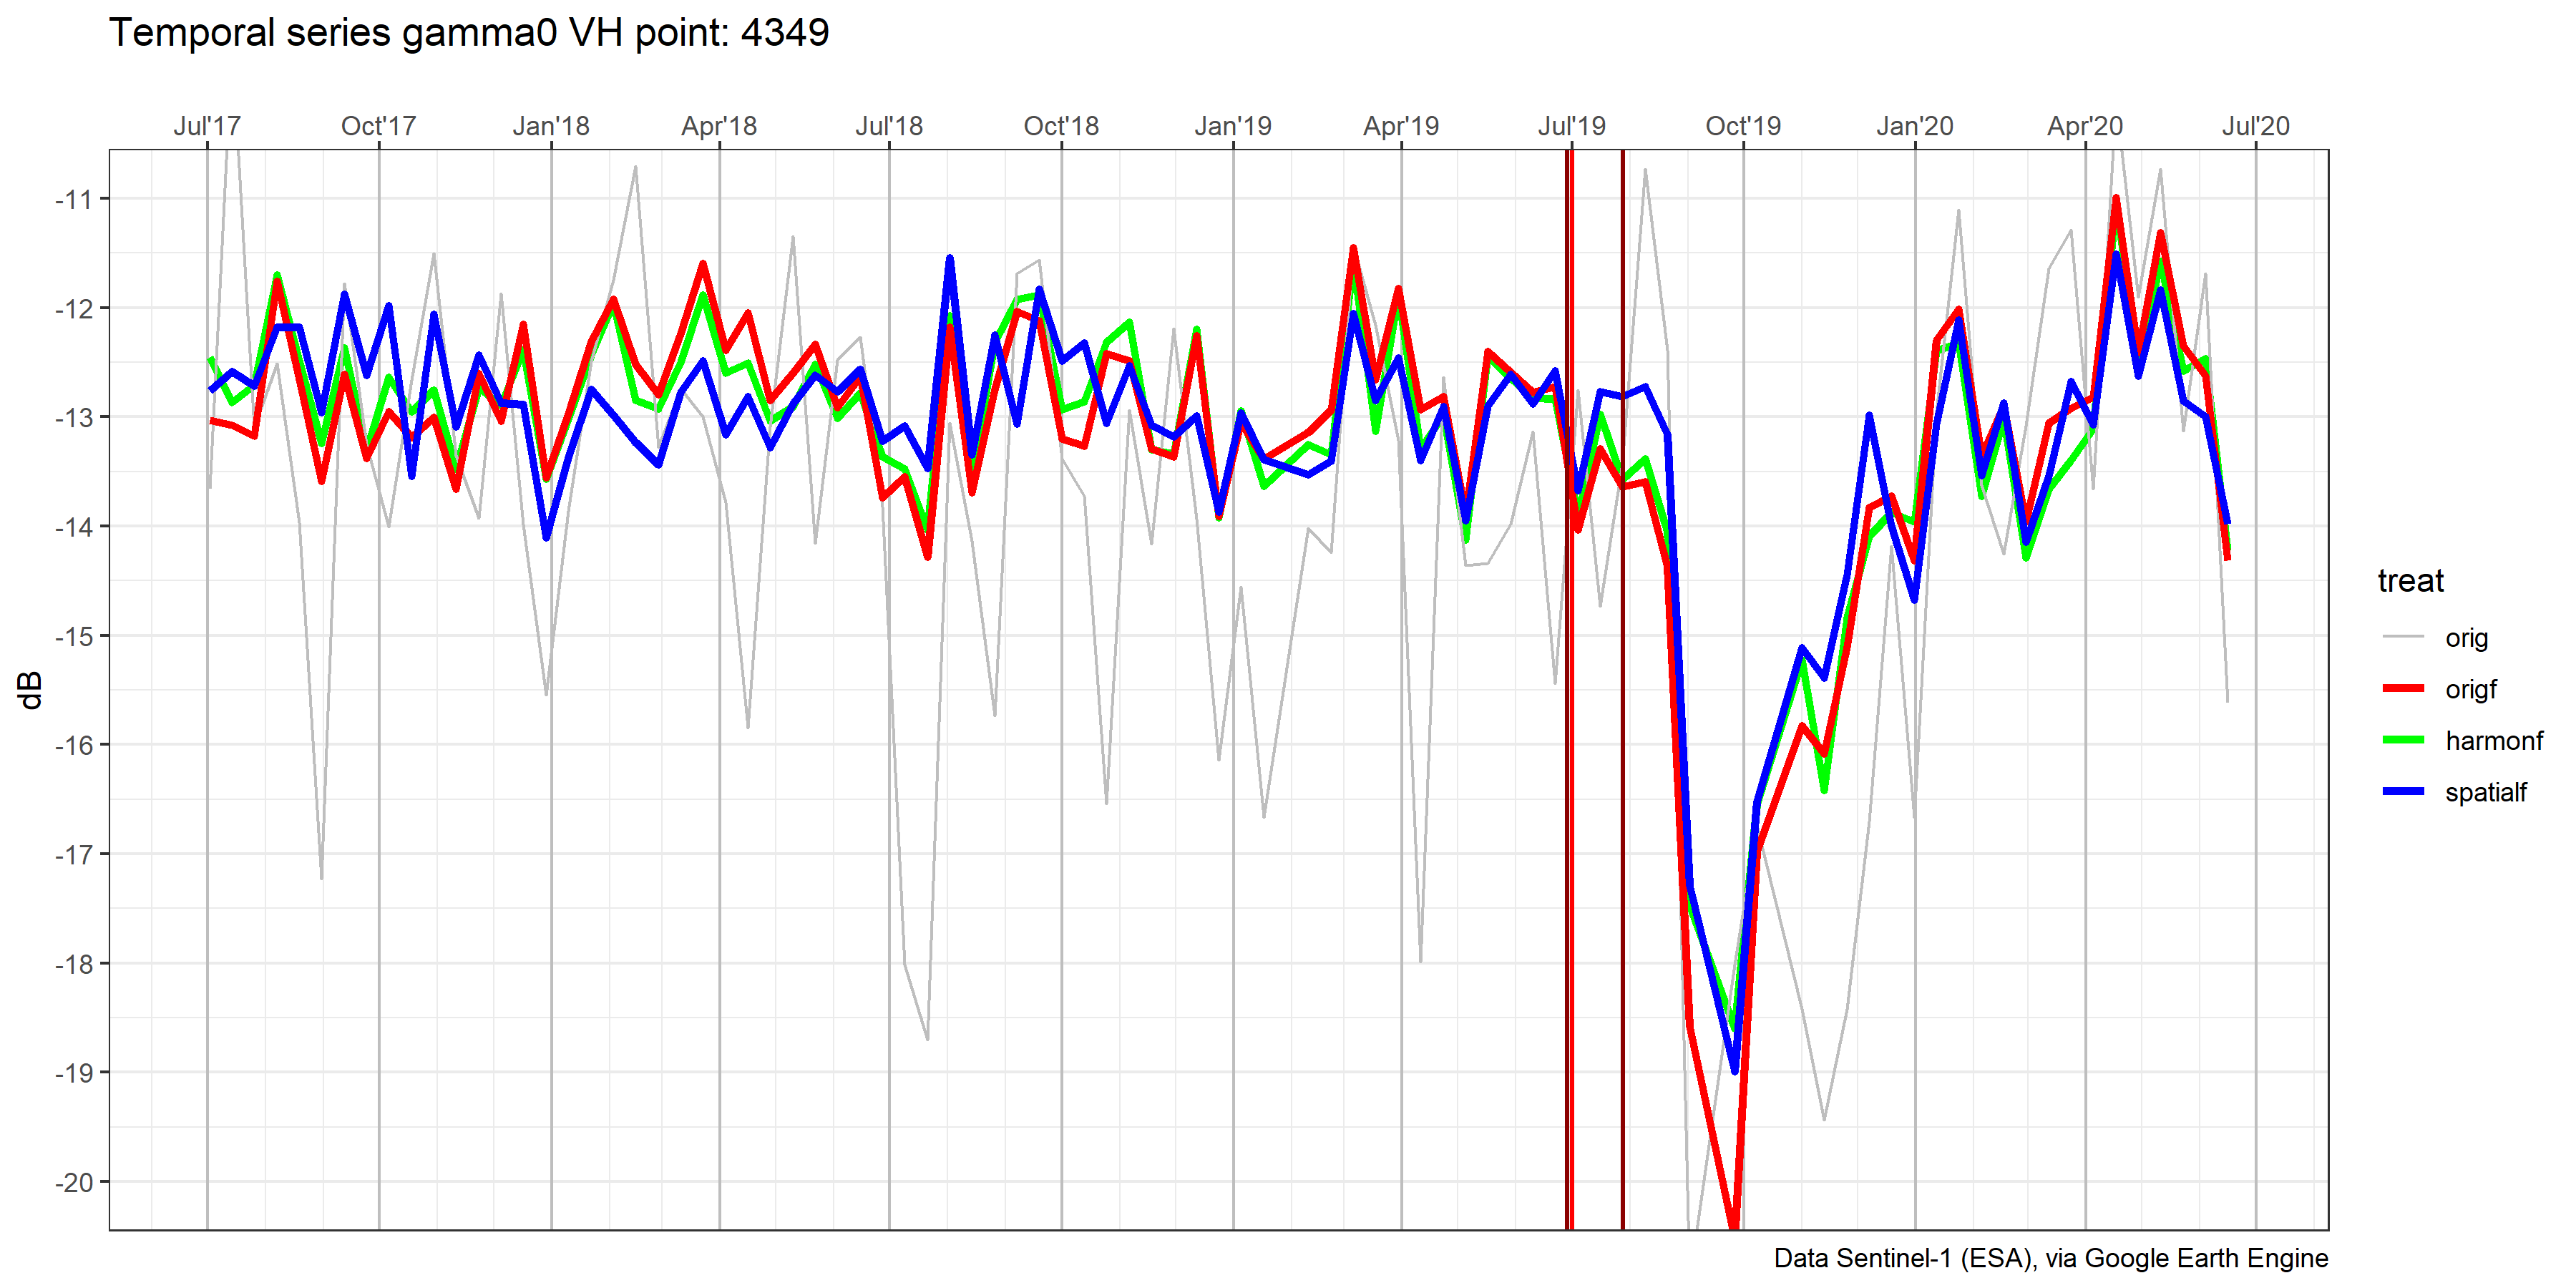 Temporal series gamma0 VH point: 4349
Jul'17 Oct'17 Jan'18 Apr'18 Jul'18 Oct'18 Jan'19 Apr'19 Jul'19 Oct'19 Jan'20 Apr'20 Jul'20
-11
-12
-13
-14
-15
-16
-17
-18
-19
-20
dB
treat
orig
origf
harmonf
spatialf
Data Sentinel-1 (ESA), via Google Earth Engine